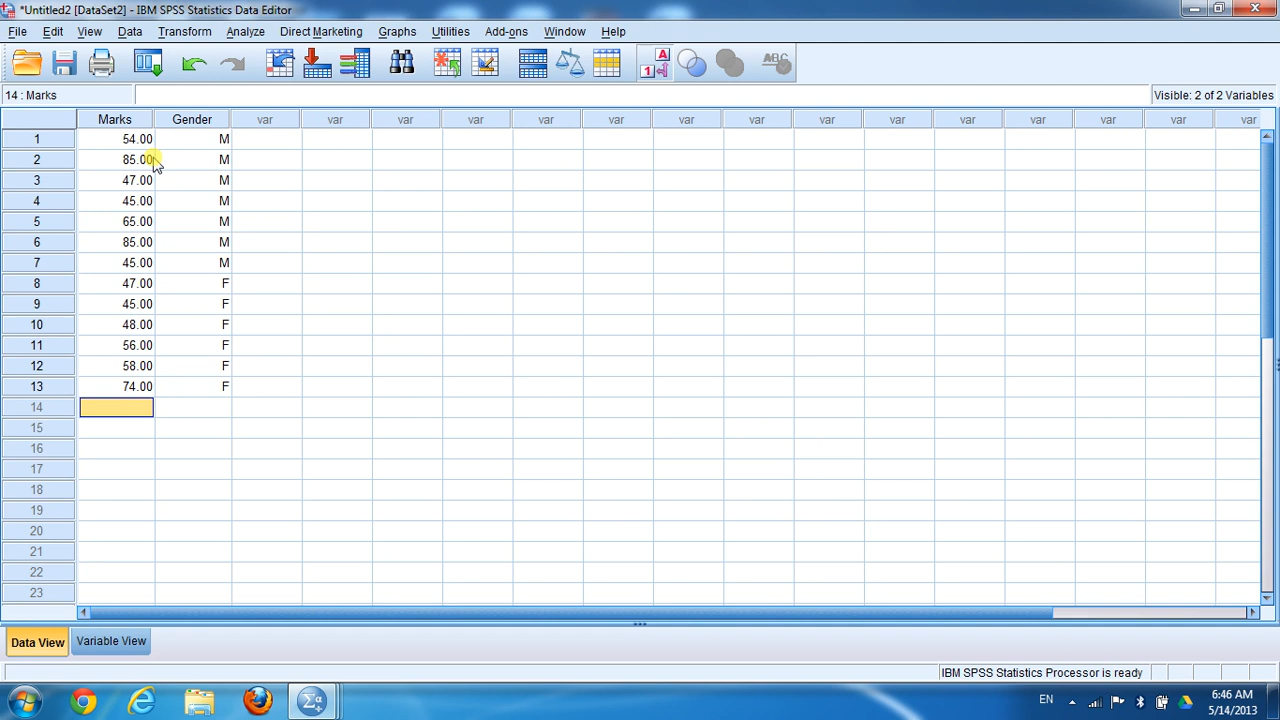 *Untitled2 [DataSet2] - IBM SPSS Statistics Data Editor
File Edit View Data Transform Analyze Direct Marketing Graphs Utilities Add-ons Window Help
A 1 ABC
14 : Marks Visible: 2 of 2 Variables
Marks Gender var var var var var var var var var var var var var var var
1 54.00 M
2 85.00 M
3 47.00 M
4 45.00 M
5 65.00 M
6 85.00 M
7 45.00 M
8 47.00 F
9 45.00 F
10 48.00 F
11 56.00 F
12 58.00 F
13 74.00 F
14
15
16
17
18
19
20
21
22
23
Data View Variable View
IBM SPSS Statistics Processor is ready
EN 6:46 AM
5/14/2013